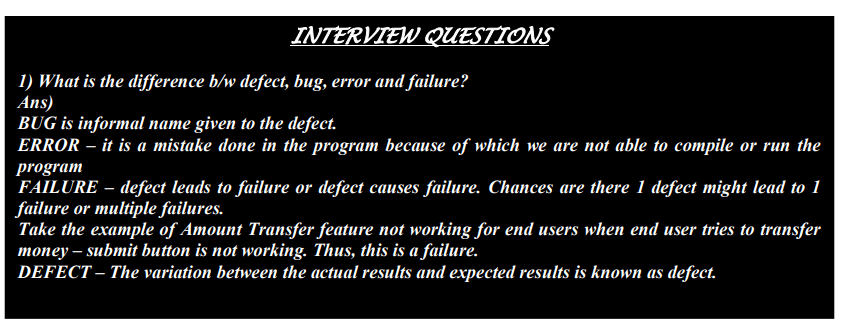 INTERVIEW QUESTIONS
1) What is the difference b/w defect, bug, error and failure?
Ans)
BUG is informal name given to the defect.
ERROR – it is a mistake done in the program because of which we are not able to compile or run the
program
FAILURE – defect leads to failure or defect causes failure. Chances are there 1 defect might lead to 1
failure or multiple failures.
Take the example of Amount Transfer feature not working for end users when end user tries to transfer
money – submit button is not working. Thus, this is a failure.
DEFECT – The variation between the actual results and expected results is known as defect.